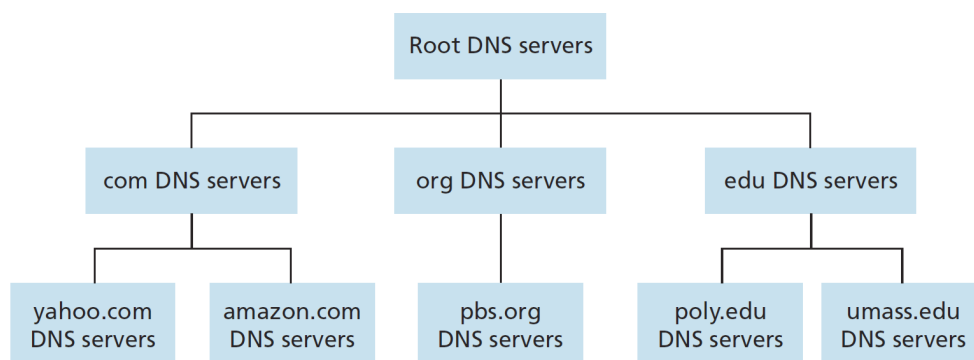 Root DNS servers
com DNS servers
org DNS servers
edu DNS servers
yahoo.com
DNS servers
amazon.com
DNS servers
pbs.org
DNS servers
poly.edu
DNS servers
umass.edu
DNS servers